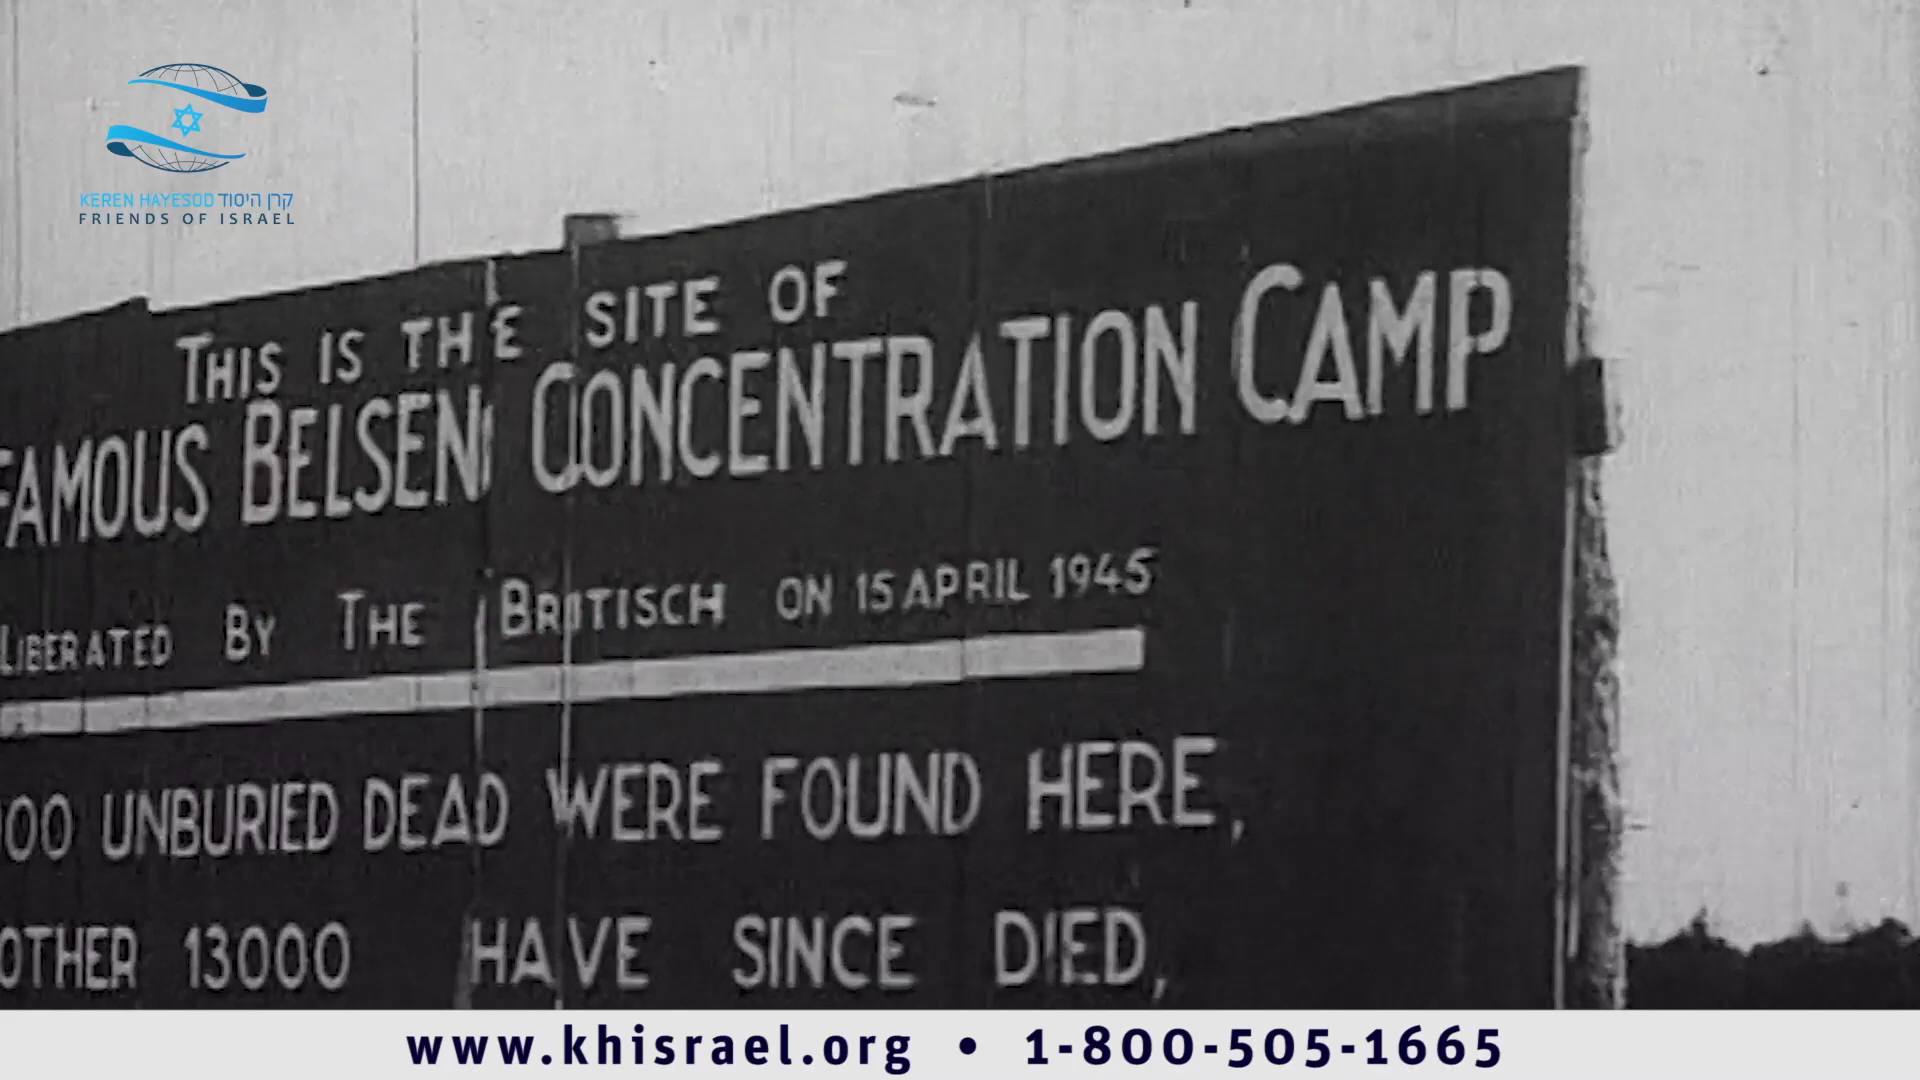 KEREN HAYESOD קרן היסוד
FRIENDS OF ISRAEL
THIS IS THE SITE OF
FAMOUS BELSEN CONCENTRATION CAMP
LIBERATED BY THE BRITISCH ON 15 APRIL 1945
00 UNBURIED DEAD WERE FOUND HERE,
OTHER 13000 HAVE SINCE DIED,
www.khisrael.org • 1-800-505-1665